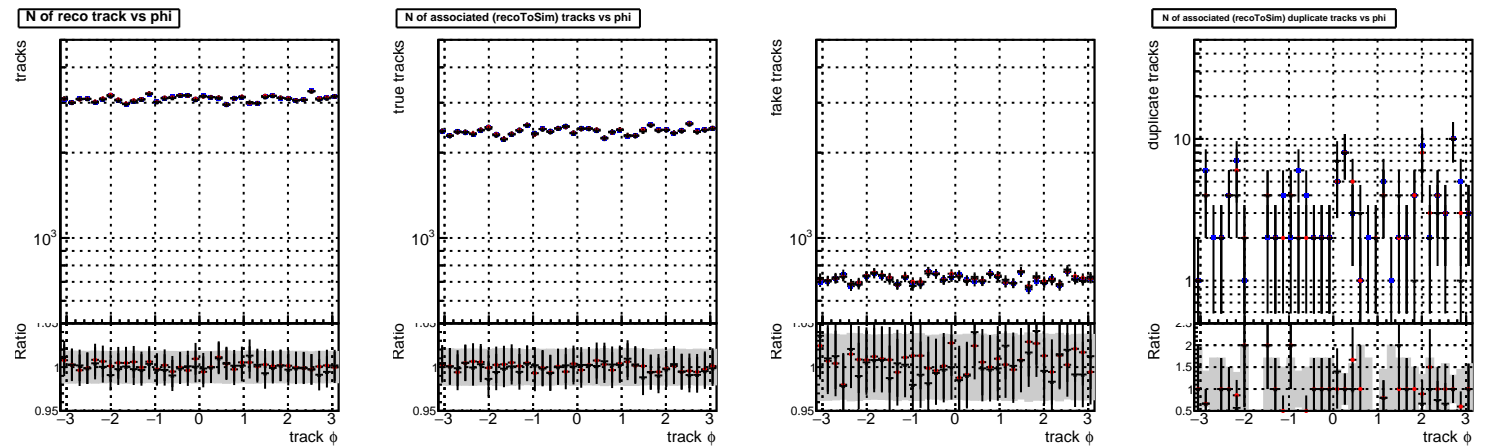 N of reco track vs phi
tracks
10³
Ratio
1
0.95
−3 −2 −1 0 1 2 3
track ϕ
N of associated (recoToSim) tracks vs phi
true tracks
10³
Ratio
1
0.95
−3 −2 −1 0 1 2 3
track ϕ
fake tracks
10³
Ratio
1
0.95
−3 −2 −1 0 1 2 3
track ϕ
N of associated (recoToSim) duplicate tracks vs phi
duplicate tracks
10
1
Ratio
2.5
2
1.5
1
0.5
−3 −2 −1 0 1 2 3
track ϕ